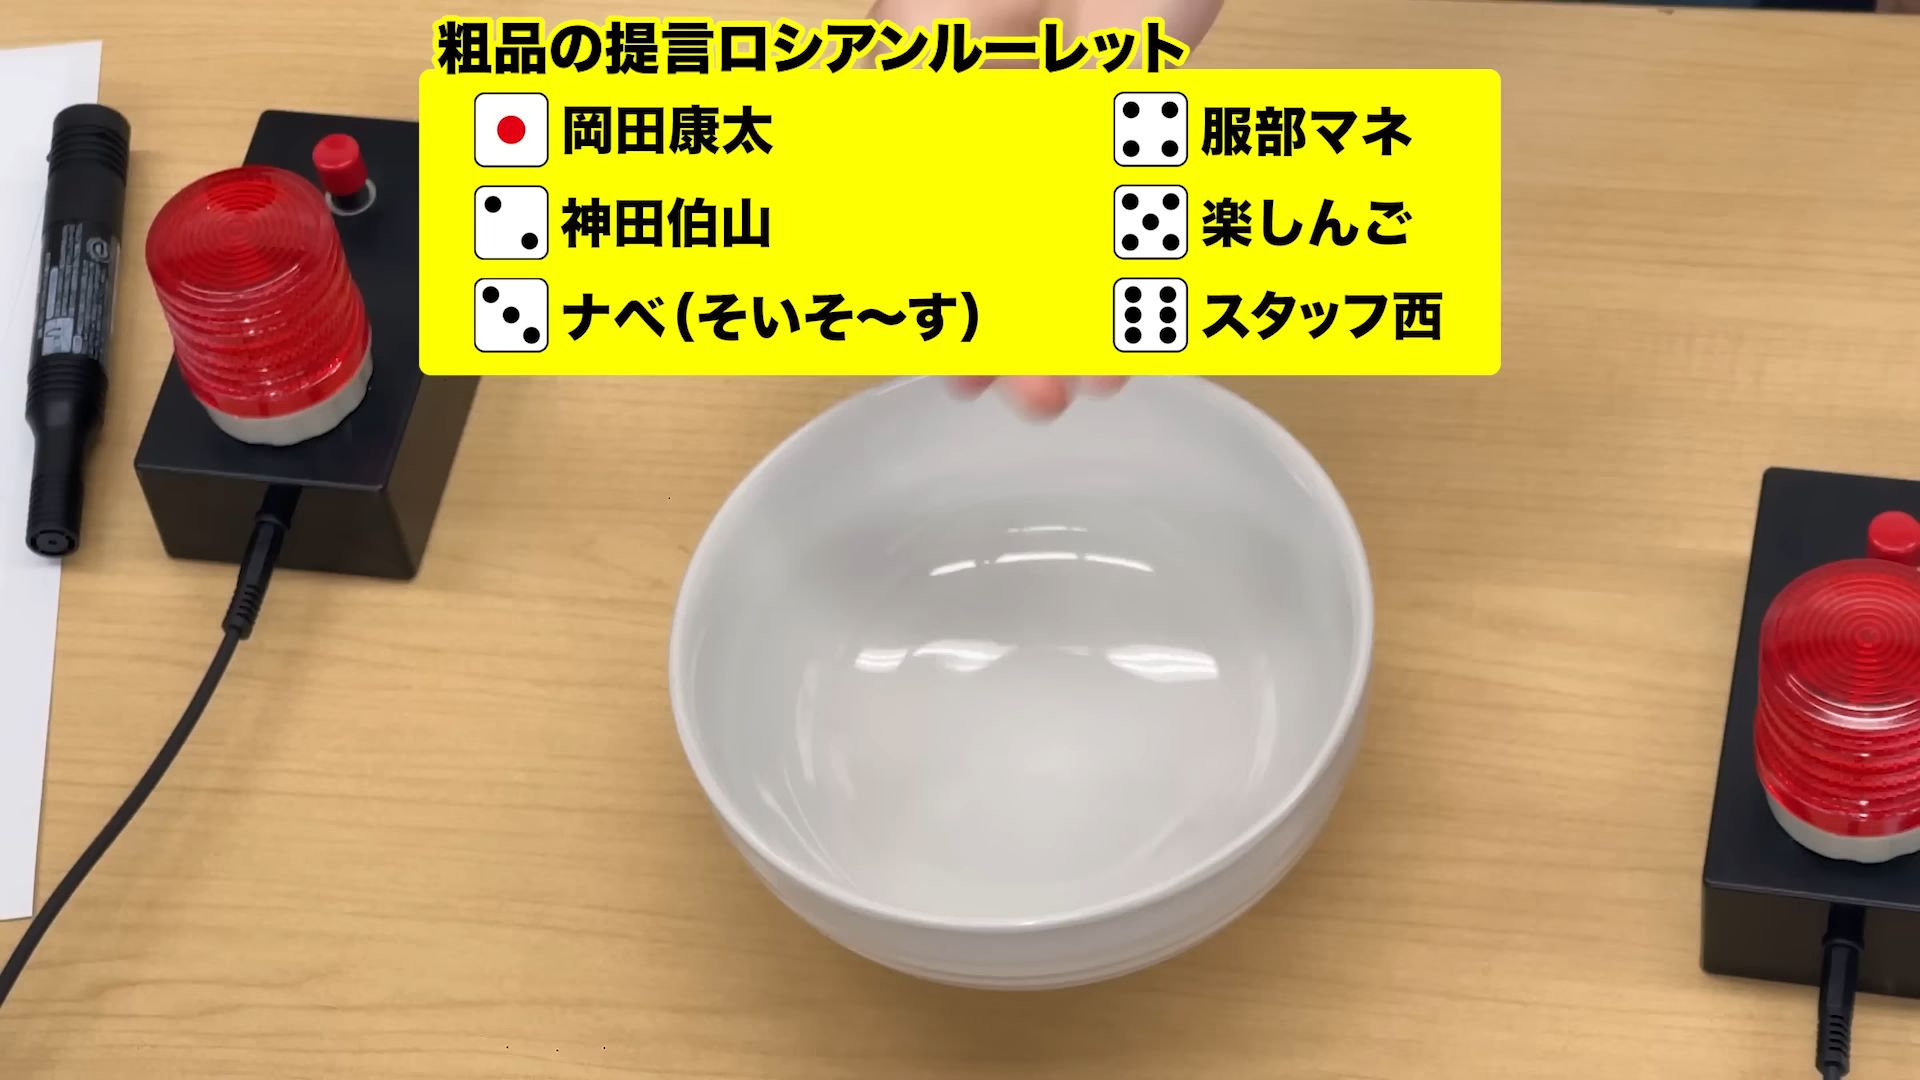 粗品の提言ロシアンルーレット
岡田康太
神田伯山
ナベ(そいそ〜す)
服部マネ
楽しんご
スタッフ西